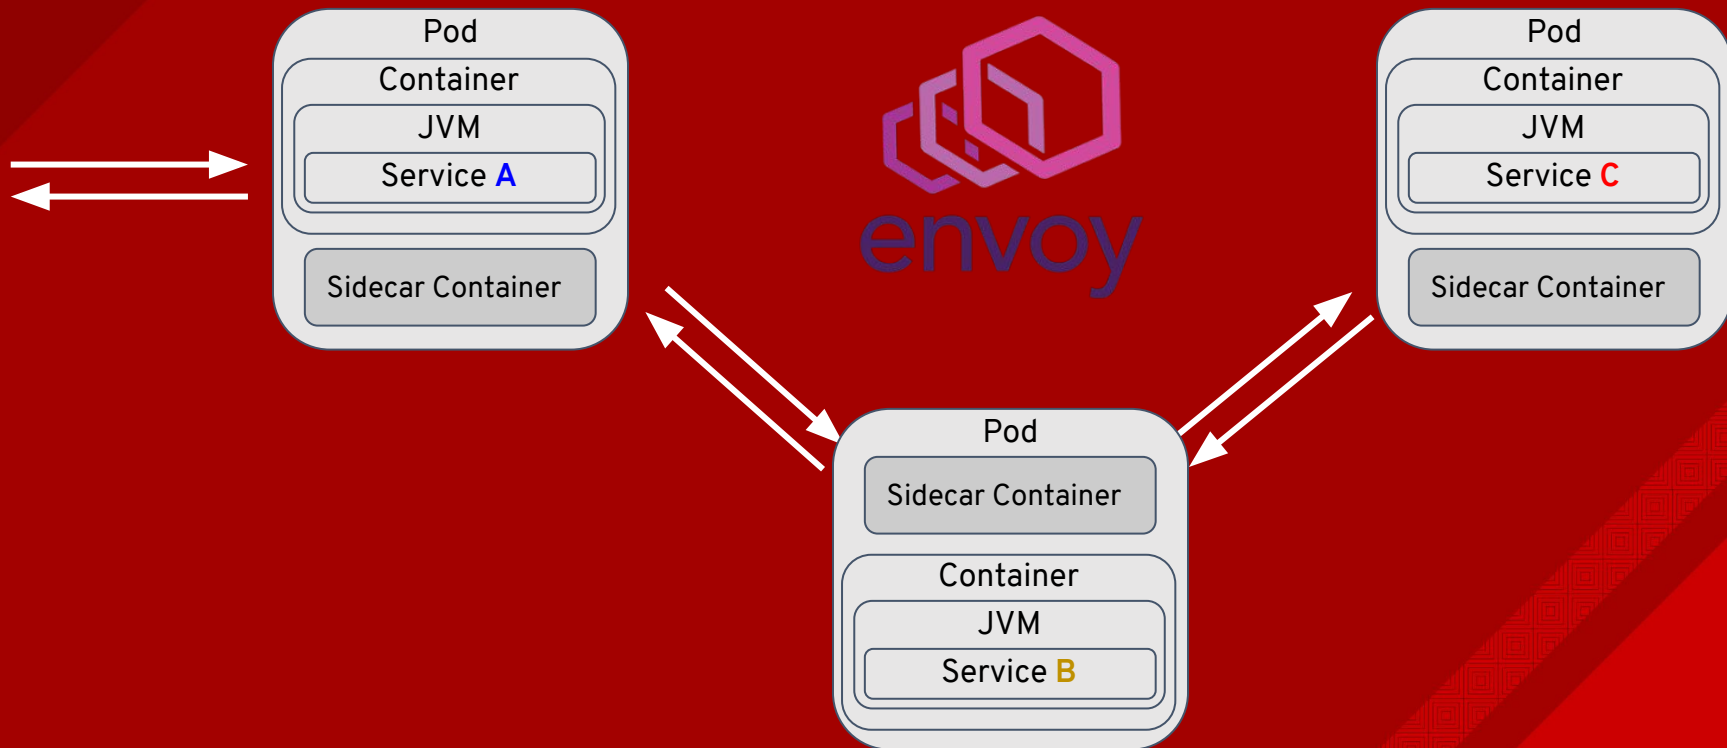 Pod
Container
JVM
Service A
Sidecar Container
envoy
Pod
Container
JVM
Service C
Sidecar Container
Pod
Sidecar Container
Container
JVM
Service B